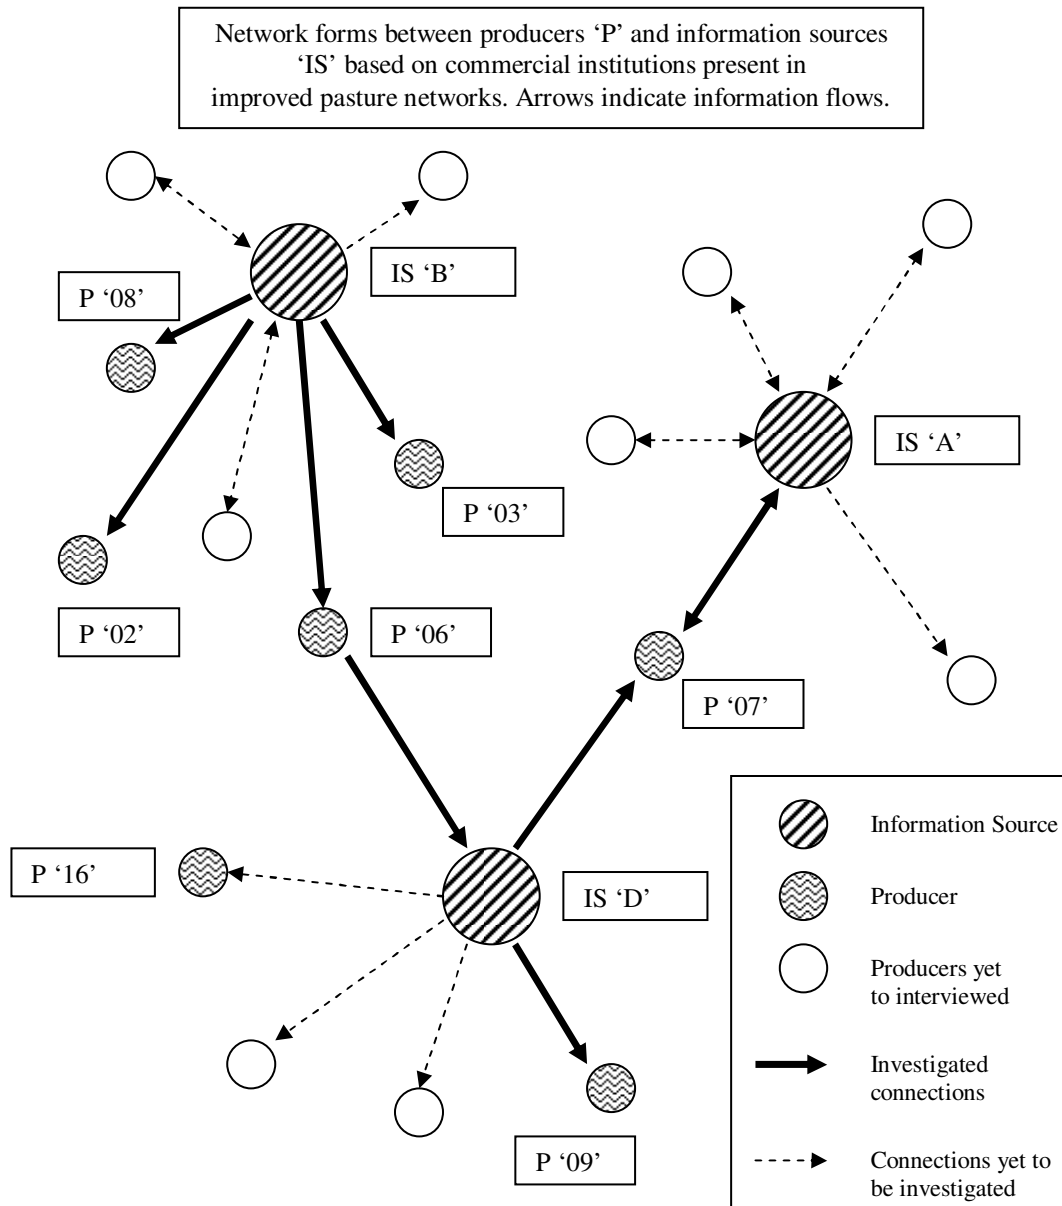 Network forms between producers ‘P’ and information sources
‘IS’ based on commercial institutions present in
improved pasture networks. Arrows indicate information flows.
IS ‘B’
P ‘08’
IS ‘A’
P ‘03’
P ‘02’
P ‘06’
P ‘07’
P ‘16’
IS ‘D’
P ‘09’
Information Source
Producer
Producers yet
to interviewed
Investigated
connections
Connections yet to
be investigated